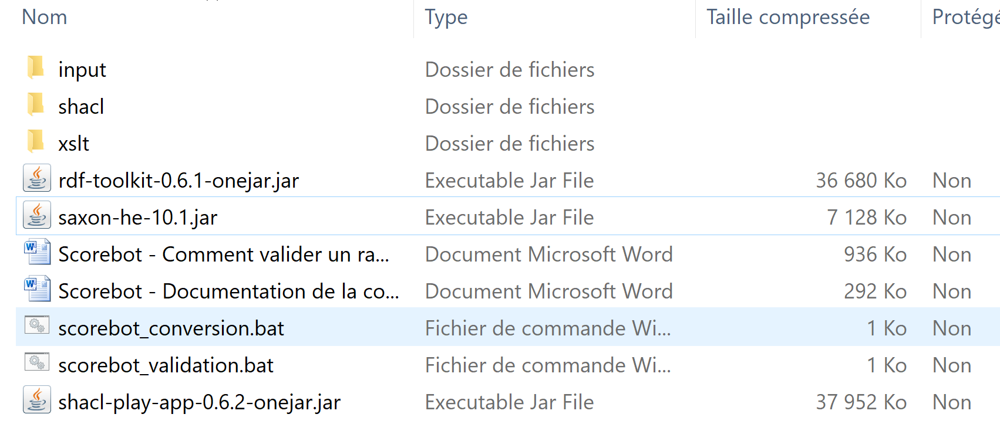 Nom Type Taille compressée Protégé
input Dossier de fichiers
shacl Dossier de fichiers
xslt Dossier de fichiers
rdf-toolkit-0.6.1-onejar.jar Executable Jar File 36 680 Ko Non
saxon-he-10.1.jar Executable Jar File 7 128 Ko Non
Scorebot - Comment valider un ra... Document Microsoft Word 936 Ko Non
Scorebot - Documentation de la co... Document Microsoft Word 292 Ko Non
scorebot_conversion.bat Fichier de commande Wi... 1 Ko Non
scorebot_validation.bat Fichier de commande Wi... 1 Ko Non
shacl-play-app-0.6.2-onejar.jar Executable Jar File 37 952 Ko Non